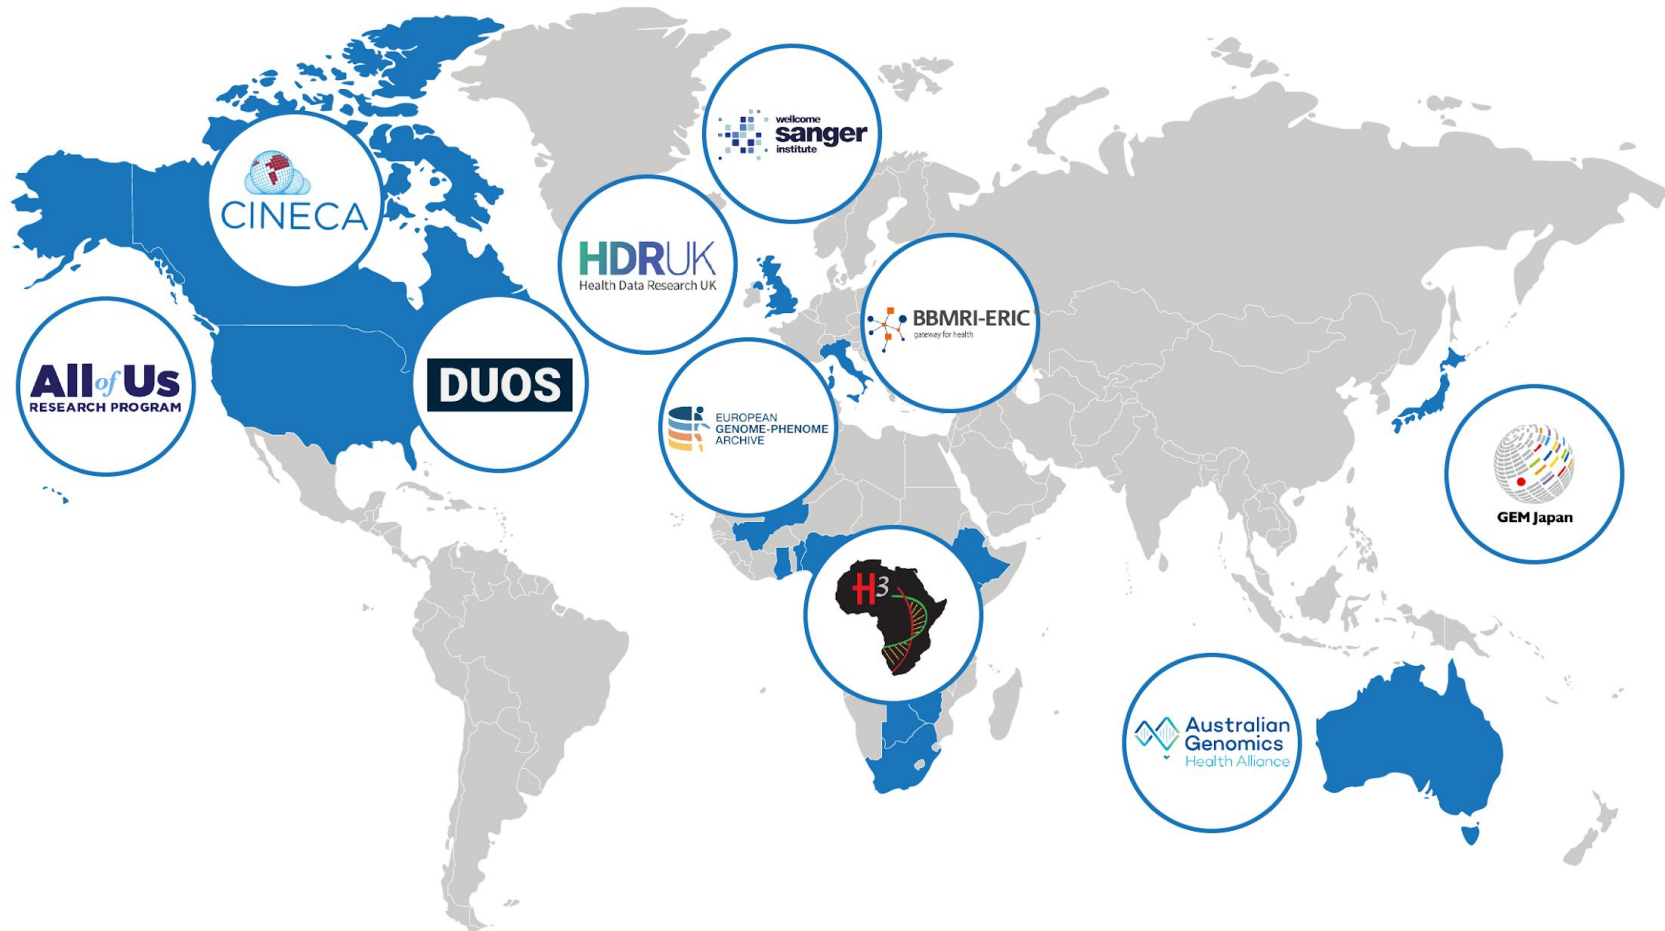 wellcome
sanger
institute
CINECA
HDRUK
Health Data Research UK
BBMRI-ERIC
gateway for health
All of Us
RESEARCH PROGRAM
DUOS
EUROPEAN
GENOME-PHENOME
ARCHIVE
GEM Japan
H3
Australian
Genomics
Health Alliance